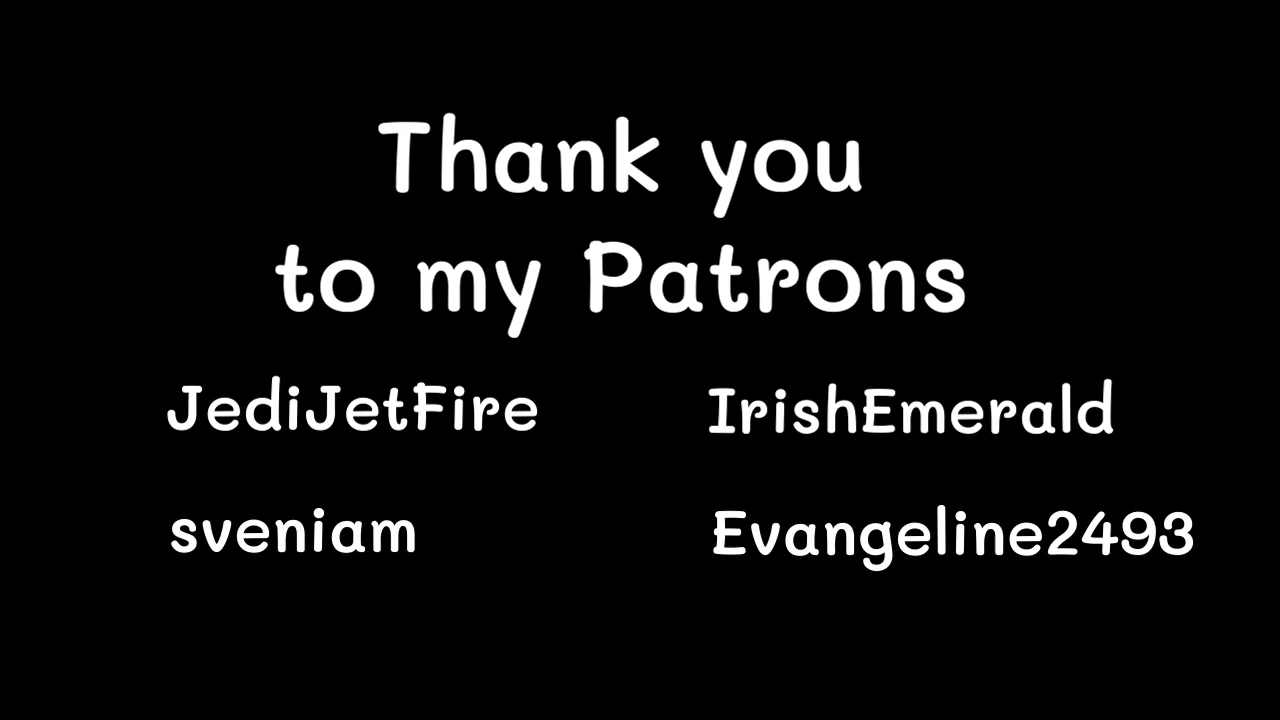 Thank you
to my Patrons
JediJetFire IrishEmerald
sveniam Evangeline2493